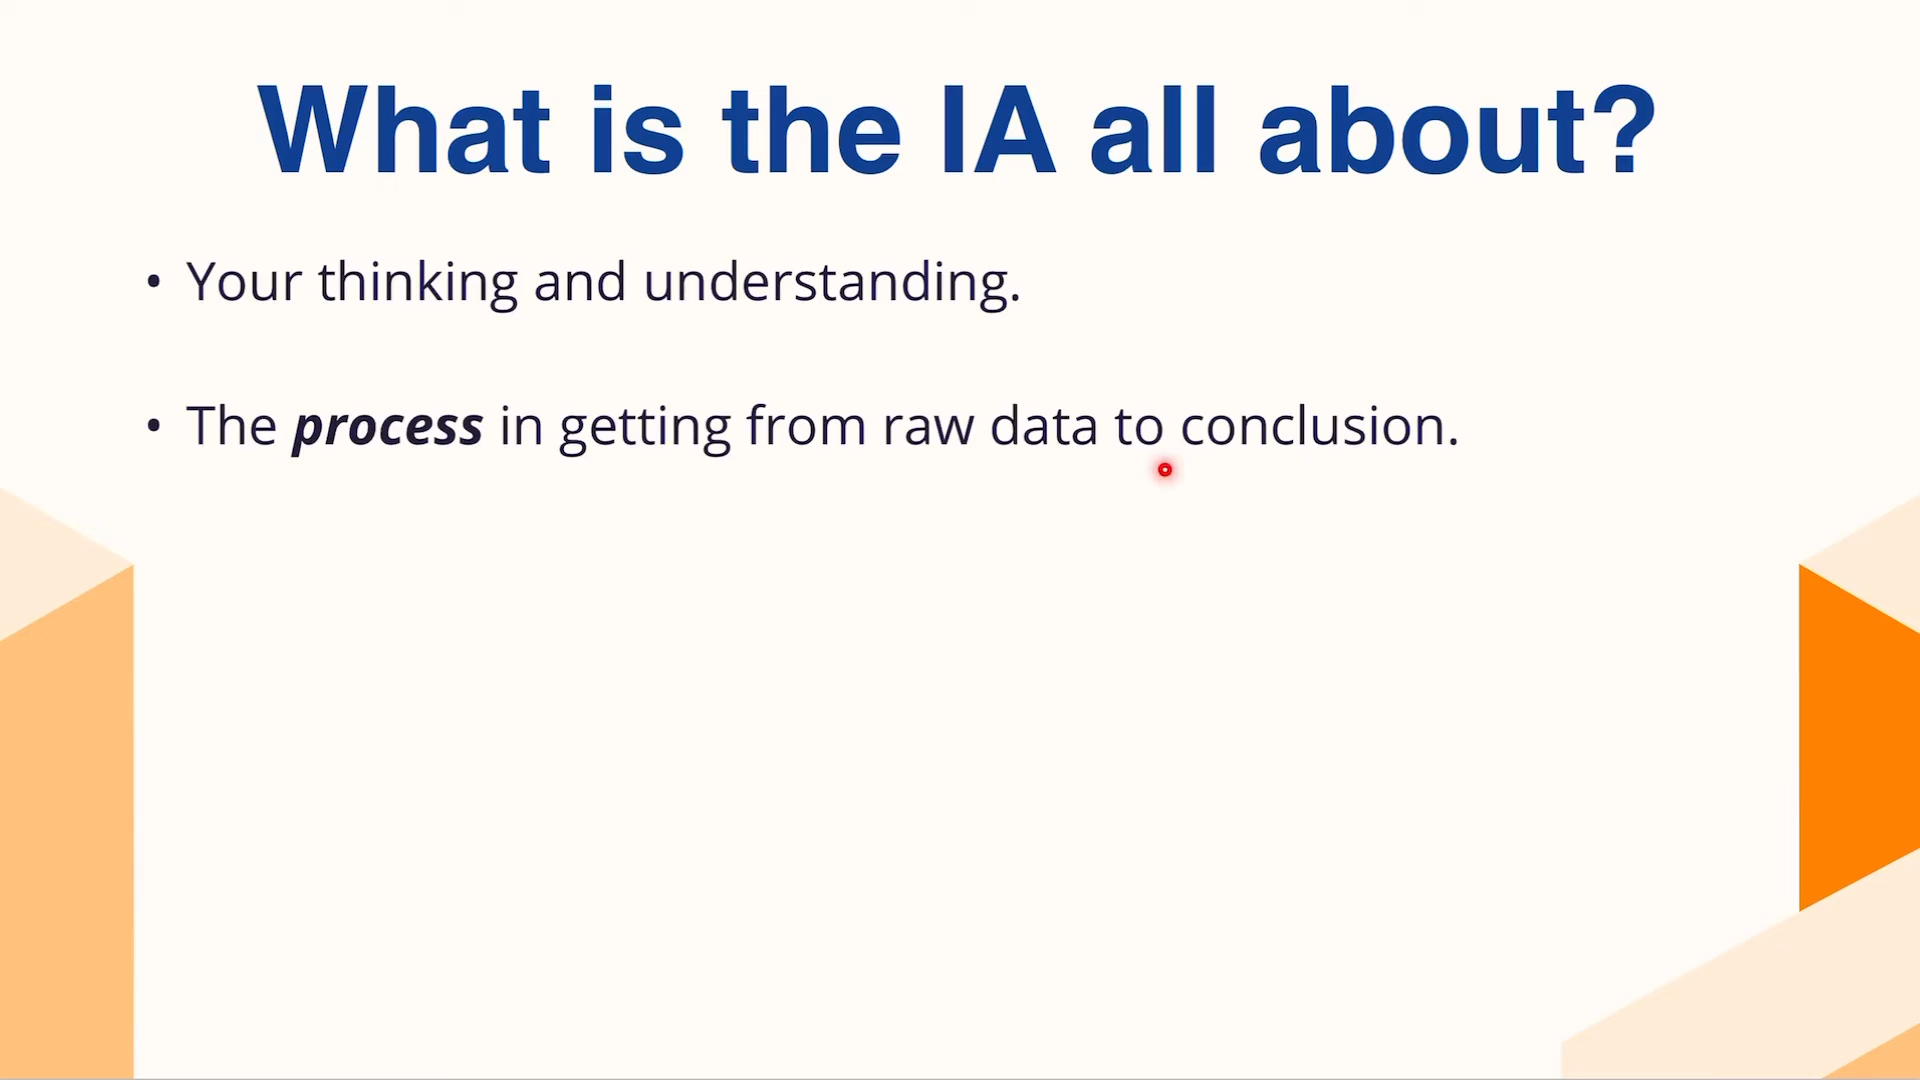 What is the IA all about?
• Your thinking and understanding.
• The process in getting from raw data to conclusion.